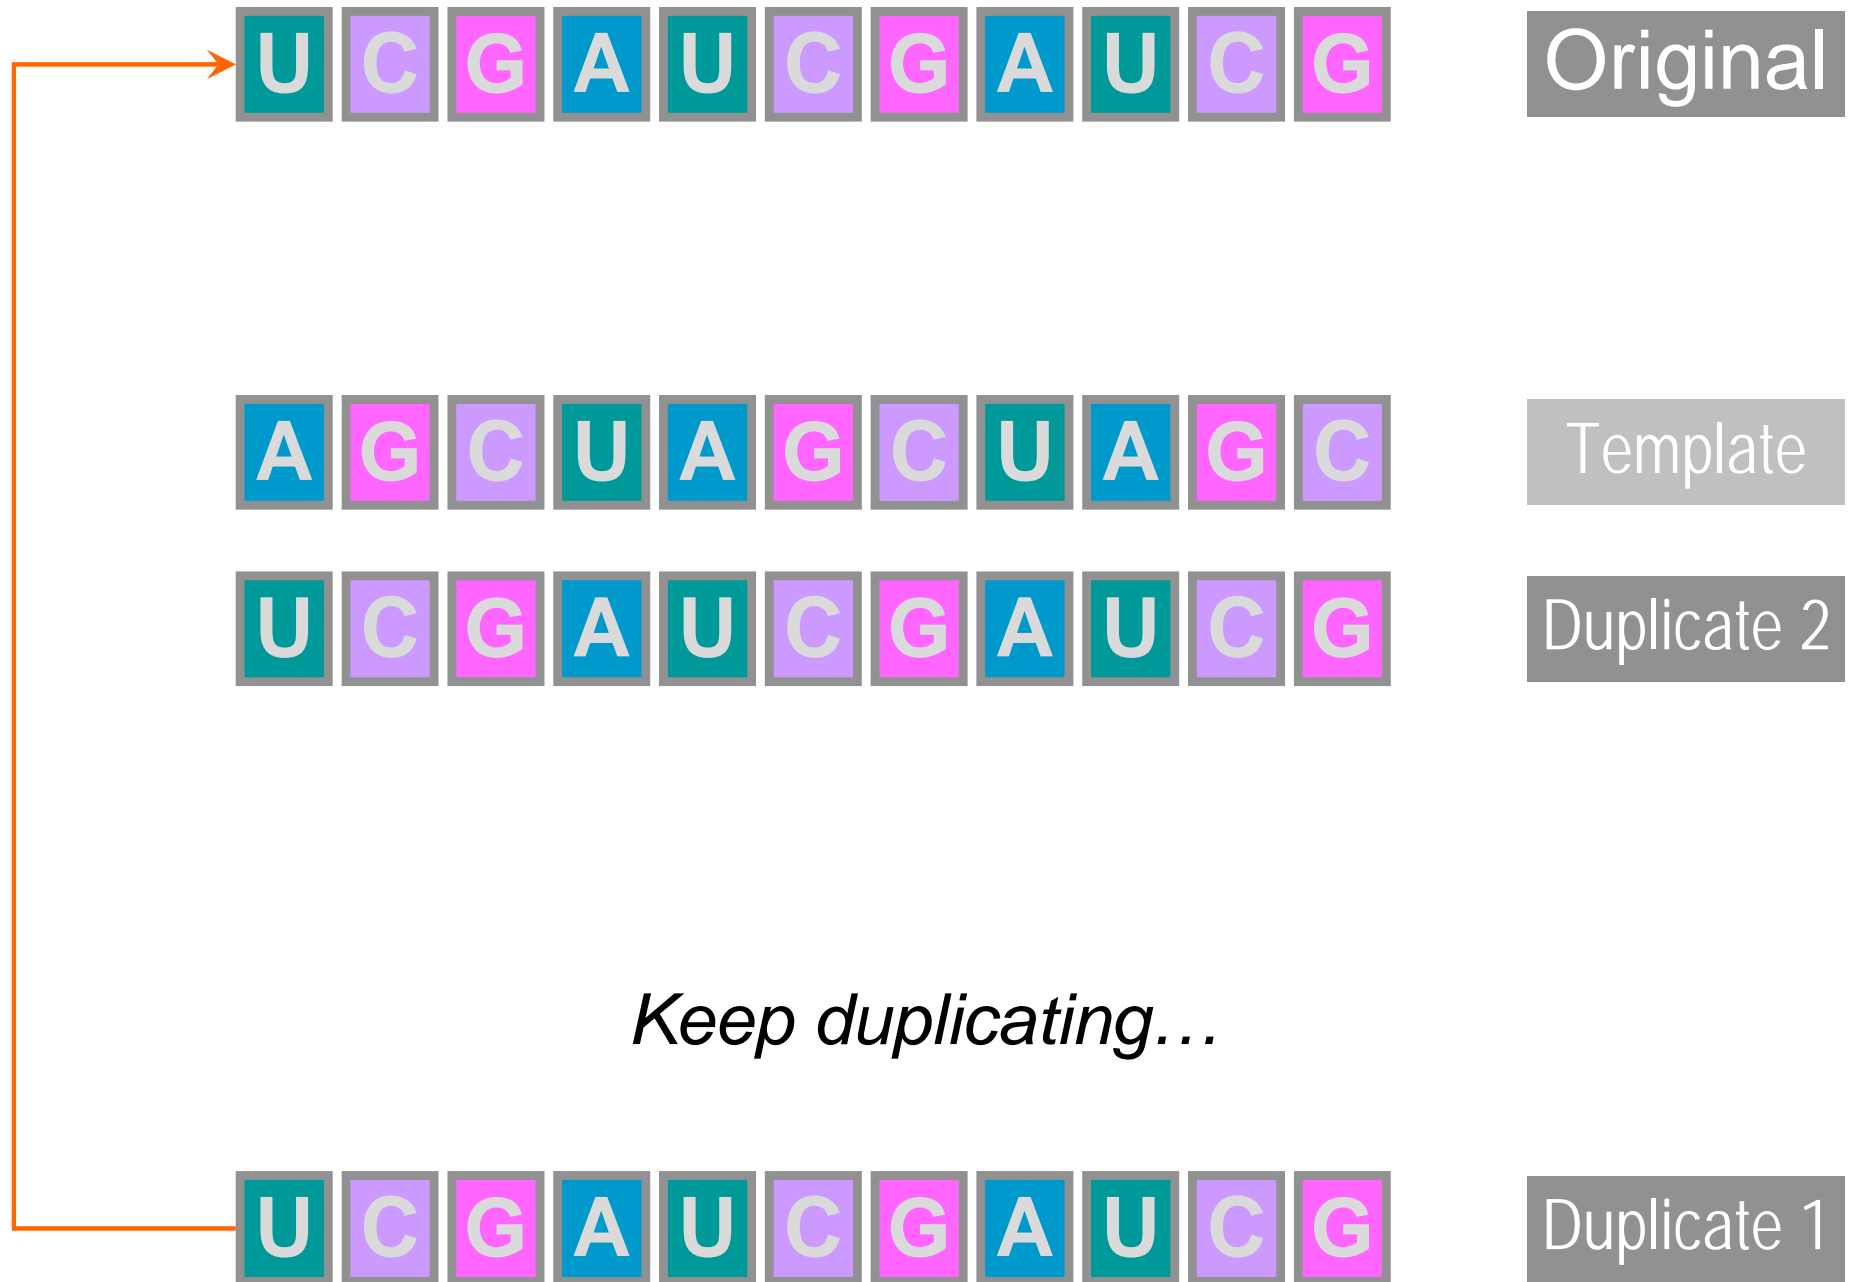 U C G A U C G A U C G Original
A G C U A G C U A G C Template
U C G A U C G A U C G Duplicate 2
Keep duplicating…
U C G A U C G A U C G Duplicate 1